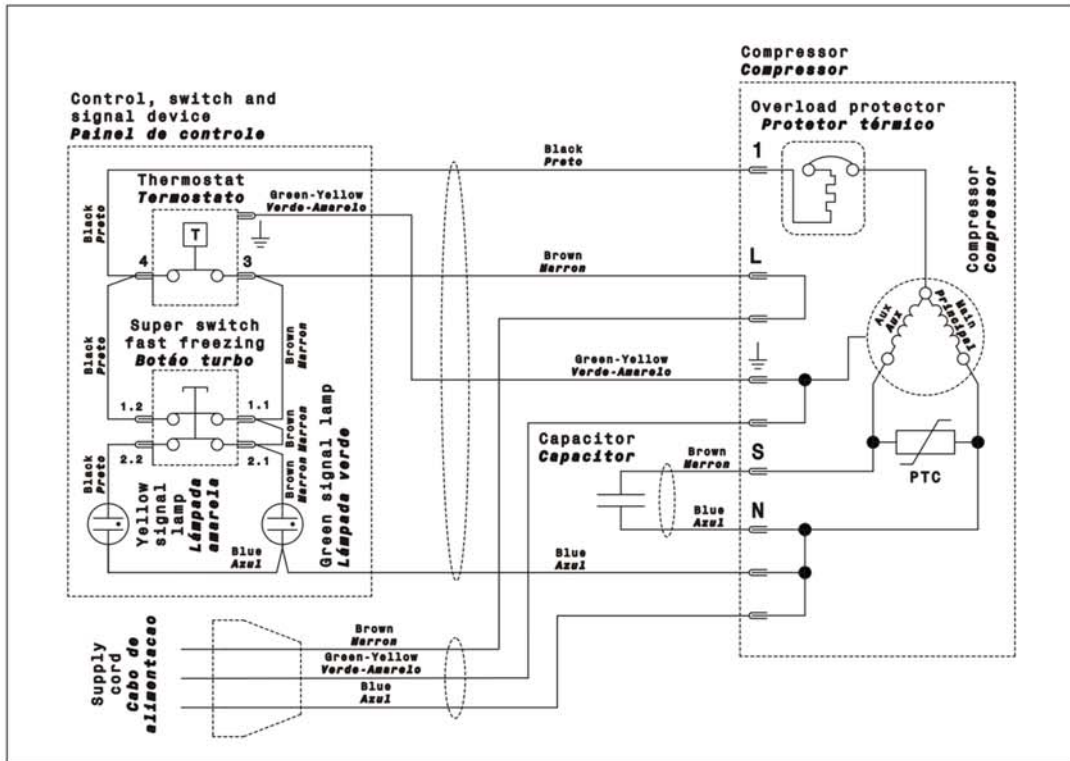 Compressor
Compressor
Control, switch and
signal device
Painel de controle
Overload protector
Protetor térmico
Black
Preto
1
Thermostat
Termostato
Green-Yellow
Verde-Amarelo
Black
Preto
T
4
3
Brown
Marron
L
Compressor
Compressor
Super switch
fast freezing
Botáo turbo
Black
Preto
Brown
Marron
Aux
Aux
Main
Principal
Green-Yellow
Verde-Amarelo
1.2
1.1
2.2
2.1
Brown
Marron
Brown
Marron
Black
Preto
Capacitor
Capacitor
Brown
Marron
S
PTC
Blue
Azul
N
Yellow
signal
lamp
Lámpada
amarela
Green signal lamp
Lámpada verde
Blue
Azul
Blue
Azul
Supply
cord
Cabo de
alimentacao
Brown
Marron
Green-Yellow
Verde-Amarelo
Blue
Azul